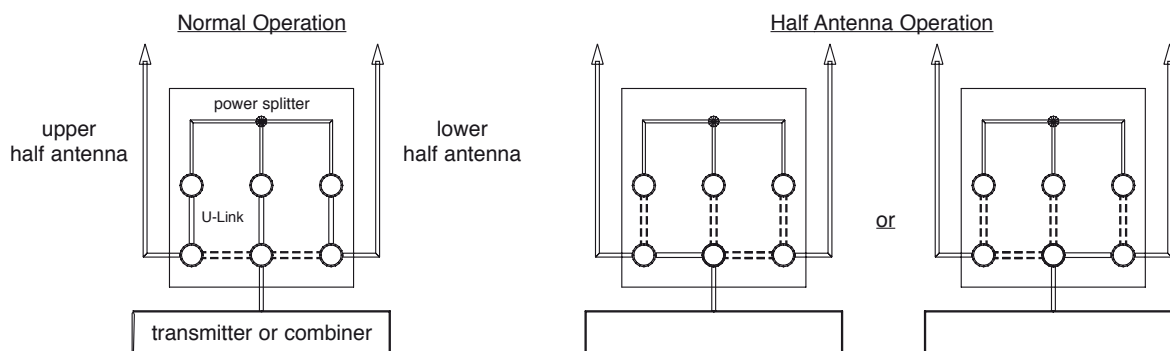 Normal Operation
Half Antenna Operation
power splitter
upper
half antenna
lower
half antenna
U-Link
or
transmitter or combiner